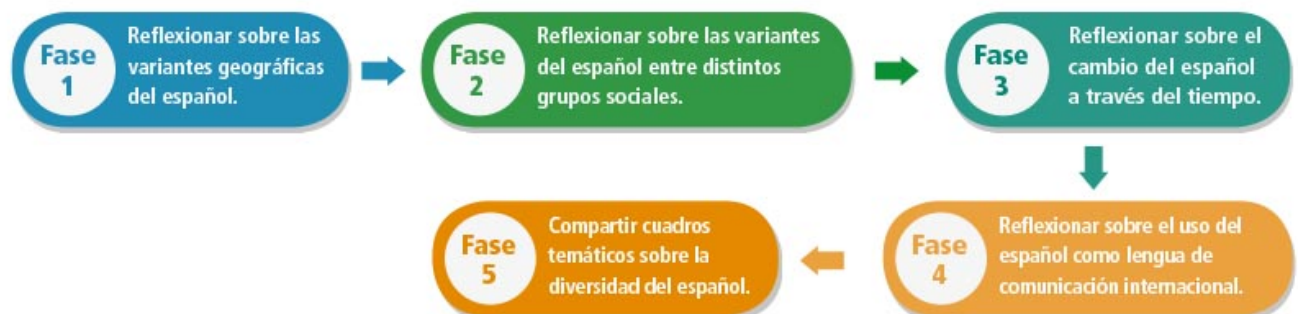 Fase
1
Reflexionar sobre las
variantes geográficas
del español.
Fase
2
Reflexionar sobre las variantes
del español entre distintos
grupos sociales.
Fase
3
Reflexionar sobre el
cambio del español
a través del tiempo.
Fase
4
Reflexionar sobre el uso del
español como lengua de
comunicación internacional.
Fase
5
Compartir cuadros
temáticos sobre la
diversidad del español.